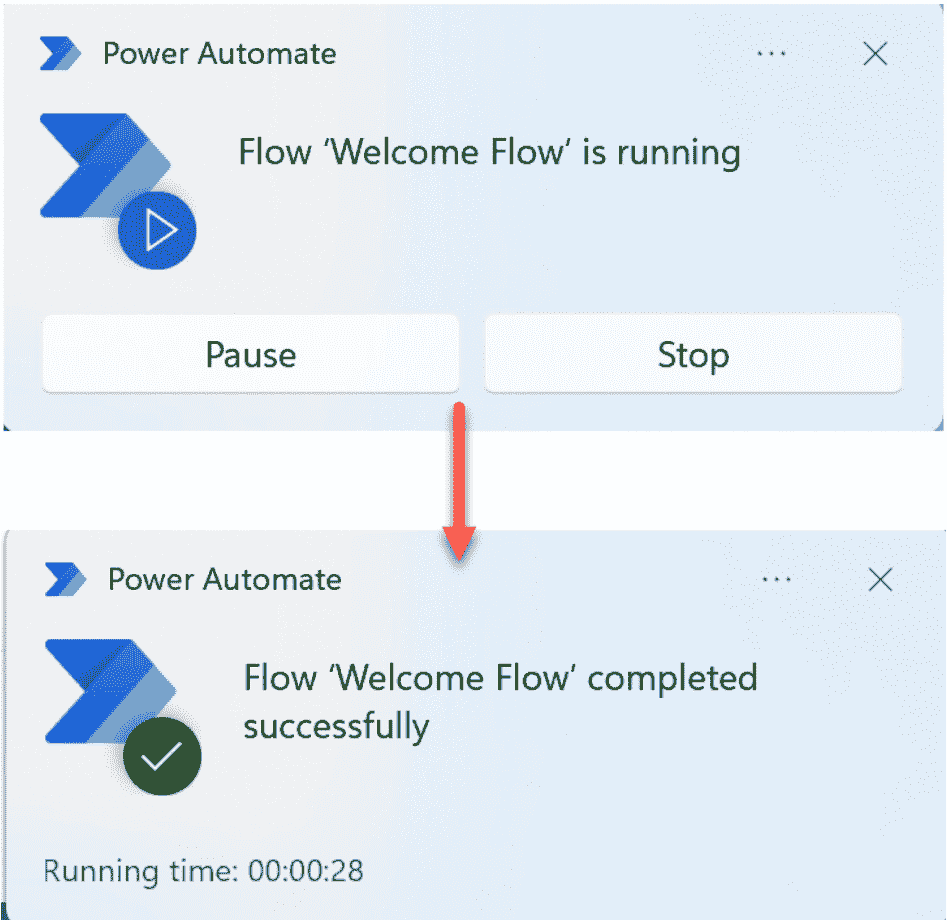 Power Automate
Flow ‘Welcome Flow’ is running
Pause
Stop
Power Automate
Flow ‘Welcome Flow’ completed
successfully
Running time: 00:00:28